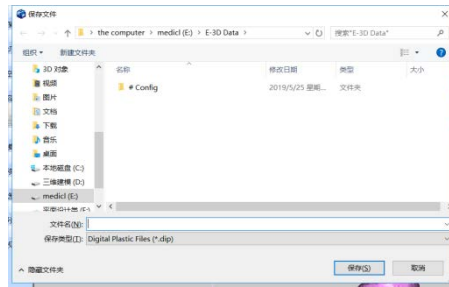 保存文件
the computer > medicl (E:) > E-3D Data >
搜索"E-3D Data"
组织 新建文件夹
名称 修改日期 类型 大小
3D 对象
视频
图片
文档
下载
音乐
桌面
本地磁盘 (C:)
三维建模 (D:)
medicl (E:)
# Config 2019/5/25 星期... 文件夹
文件名(N):
保存类型(T): Digital Plastic Files (*.dip)
隐藏文件夹
保存(S) 取消